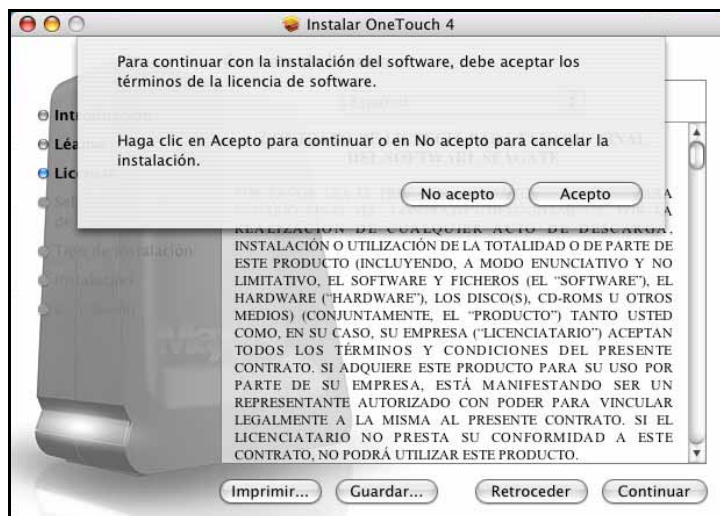 Instalar OneTouch 4
Para continuar con la instalación del software, debe aceptar los
términos de la licencia de software.
Haga clic en Acepto para continuar o en No acepto para cancelar la
instalación.
No acepto
Acepto
Español
DEL SOFTWARE SEAGATE
Tipo de instalación
REALIZACIÓN DE CUALQUIER ACTO DE DESCARGA,
INSTALACIÓN O UTILIZACIÓN DE LA TOTALIDAD O DE PARTE DE
ESTE PRODUCTO (INCLUYENDO, A MODO ENUNCIATIVO Y NO
LIMITATIVO, EL SOFTWARE Y FICHEROS (EL “SOFTWARE”), EL
HARDWARE (“HARDWARE”), LOS DISCO(S), CD-ROMS U OTROS
MEDIOS) (CONJUNTAMENTE, EL “PRODUCTO”) TANTO USTED
COMO, EN SU CASO, SU EMPRESA (“LICENCIATARIO”) ACEPTAN
TODOS LOS TÉRMINOS Y CONDICIONES DEL PRESENTE
CONTRATO. SI ADQUIERE ESTE PRODUCTO PARA SU USO POR
PARTE DE SU EMPRESA, ESTÁ MANIFESTANDO SER UN
REPRESENTANTE AUTORIZADO CON PODER PARA VINCULAR
LEGALMENTE A LA MISMA AL PRESENTE CONTRATO. SI EL
LICENCIATARIO NO PRESTA SU CONFORMIDAD A ESTE
CONTRATO, NO PODRÁ UTILIZAR ESTE PRODUCTO.
Imprimir...
Guardar...
Retroceder
Continuar